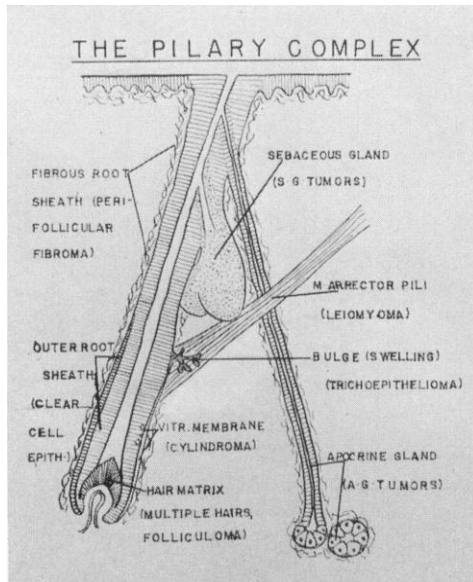 THE PILARY COMPLEX
FIBROUS ROOT
SHEATH (PERI-
FOLLICULAR
FIBROMA)
SEBACEOUS GLAND
(S·G·TUMORS)
M·ARRECTOR PILI
(LEIOMYOMA)
OUTER ROOT
SHEATH
(CLEAR
CELL
EPITH·)
BULGE (SWELLING)
(TRICHOEPITHELIOMA)
VITR. MEMBRANE
(CYLINDROMA)
HAIR MATRIX
(MULTIPLE HAIRS,
FOLLICULOMA)
APOCRINE GLAND
(A·G·TUMORS)